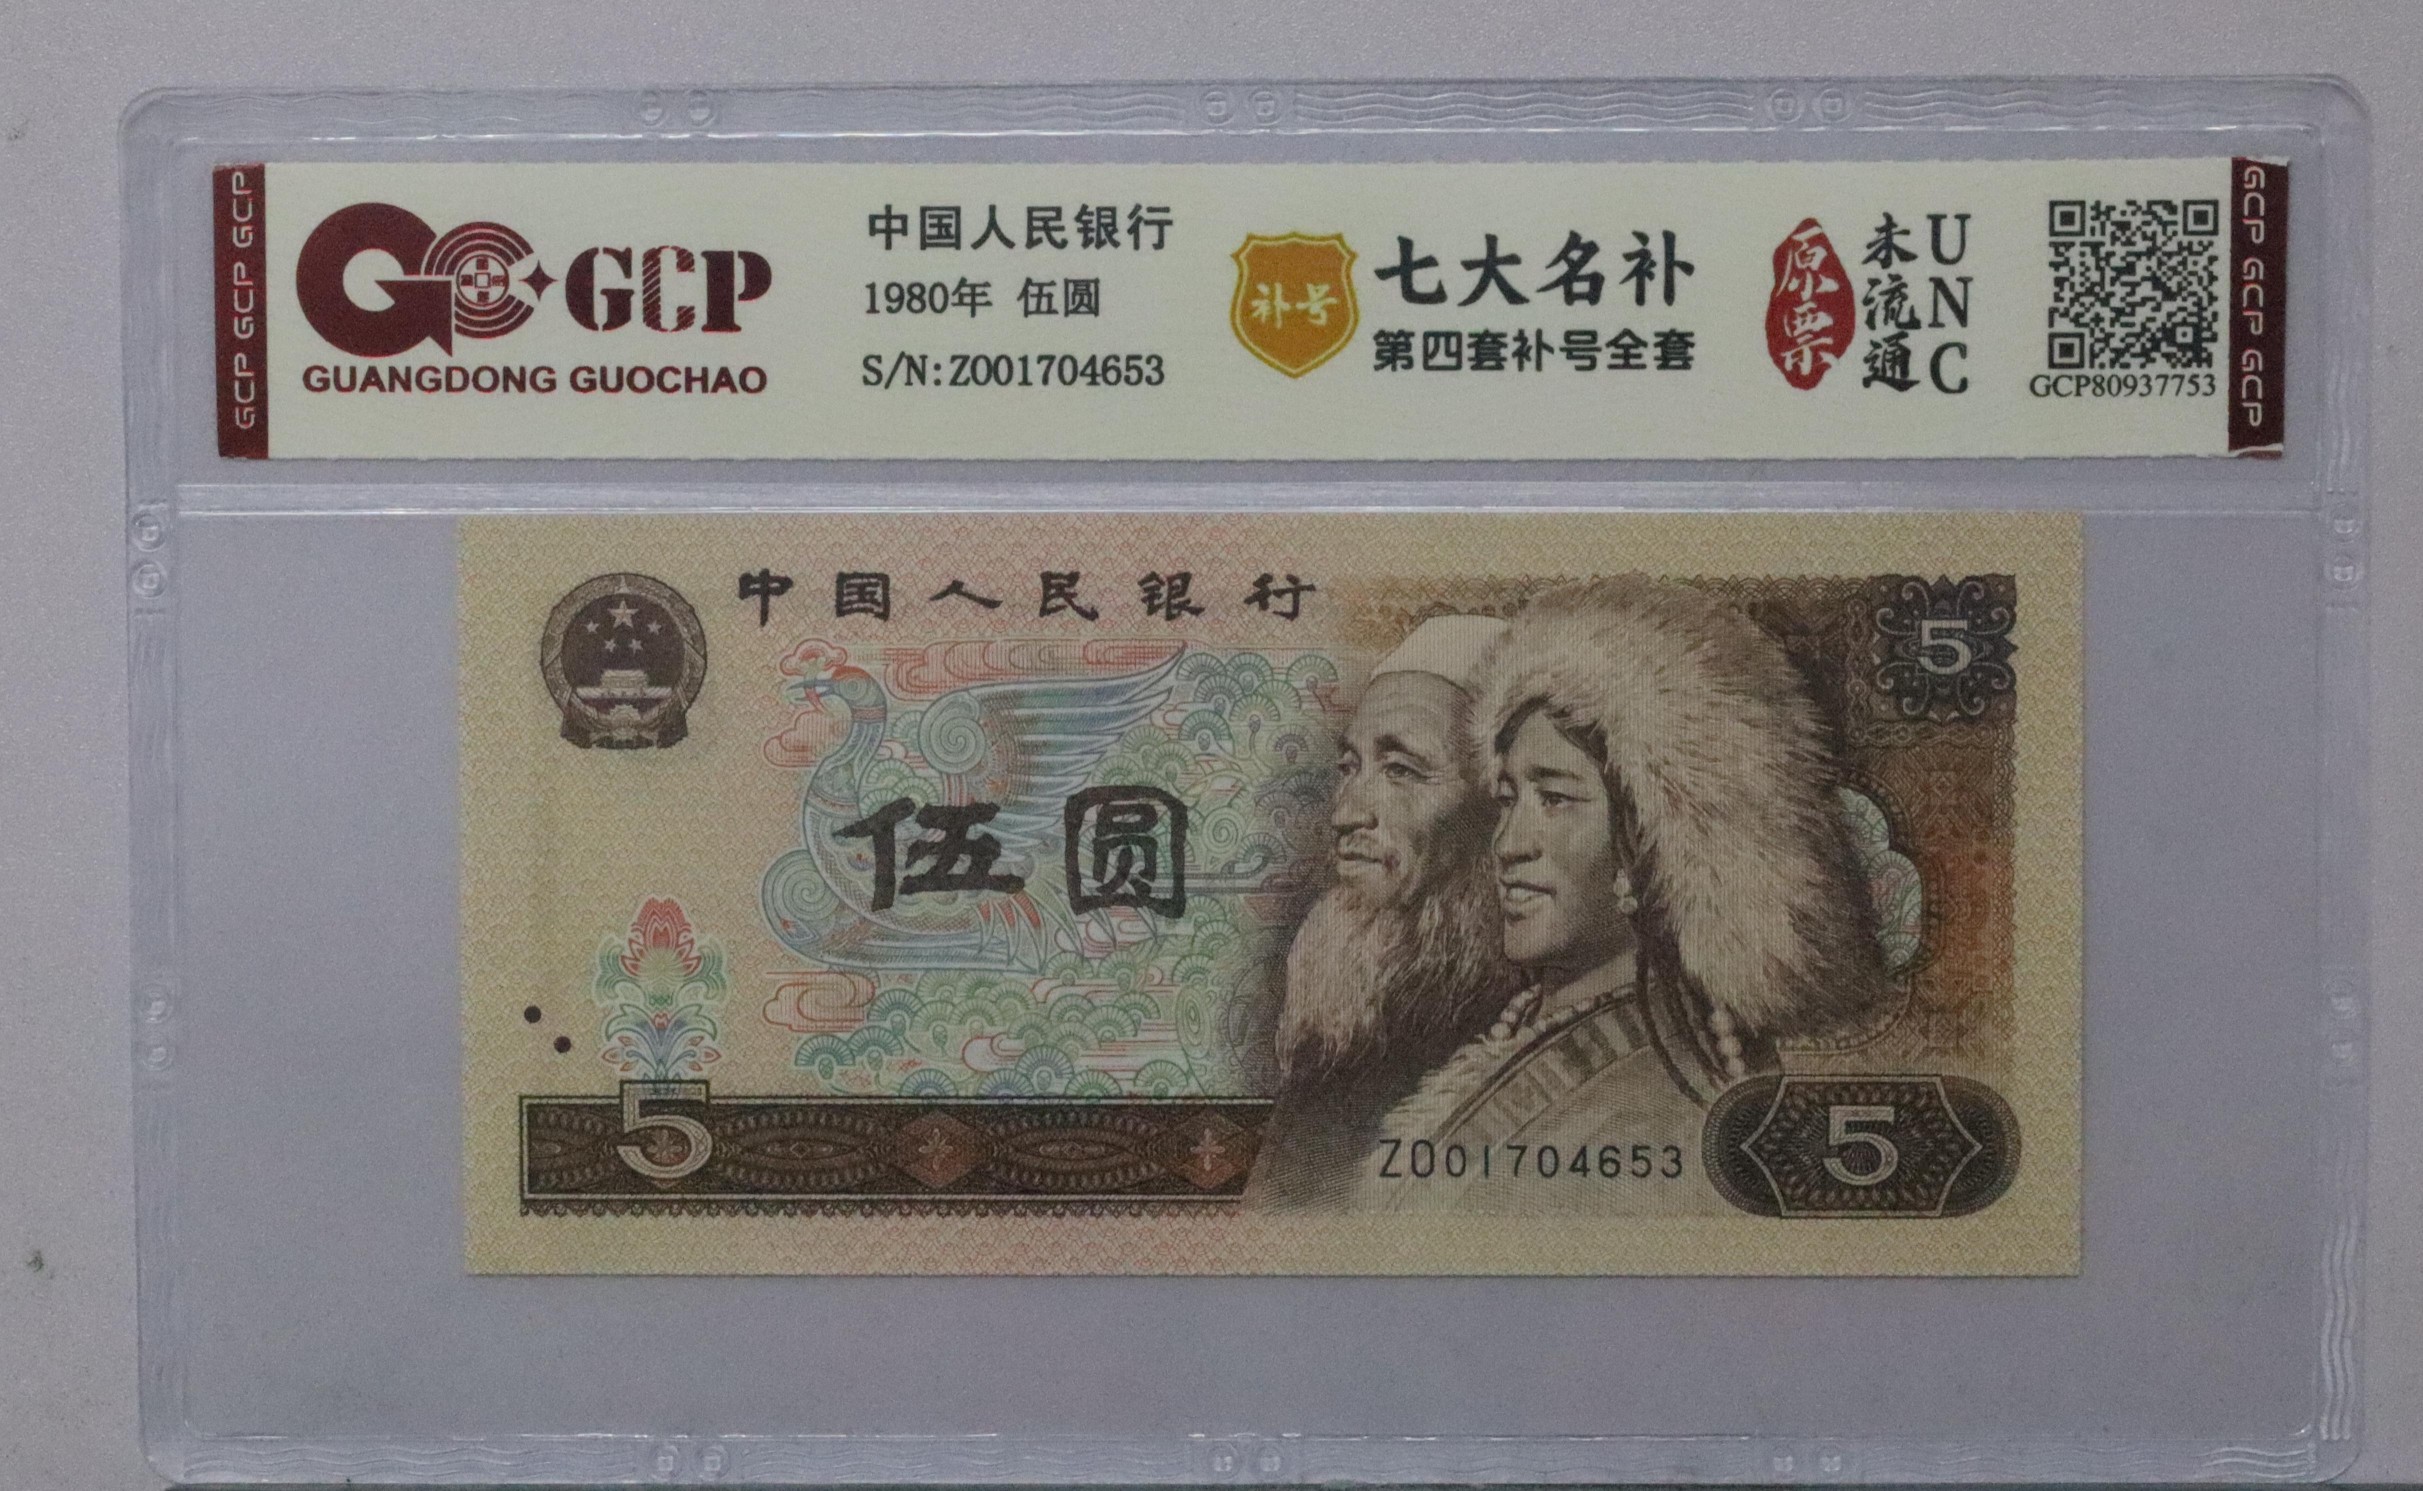 GCP GCP GCP
GCP
GUANGDONG GUOCHAO
中国人民银行
1980年 伍圆
S/N:ZO01704653
补号
七大名补
第四套补号全套
原票
未流通
UNC
GCP80937753
GCP GCP GCP
中国人民银行
5
伍圆
5
ZO01704653
5